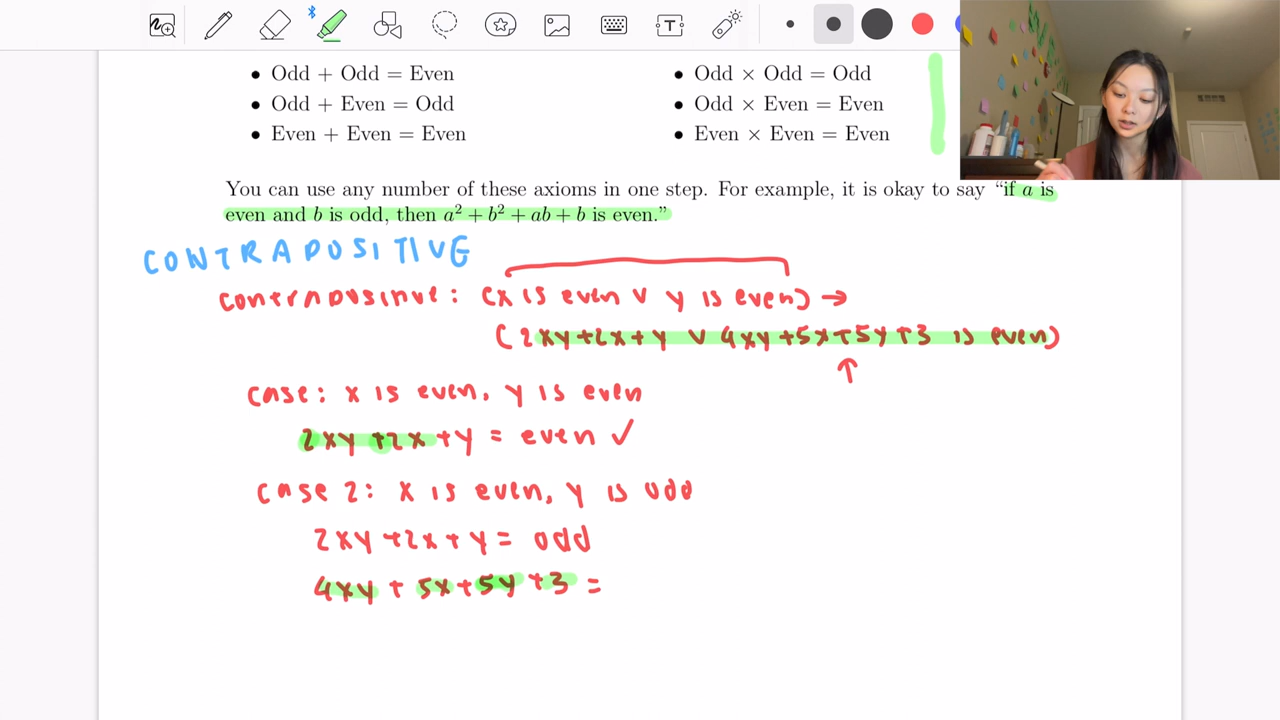 • Odd + Odd = Even
• Odd + Even = Odd
• Even + Even = Even
• Odd × Odd = Odd
• Odd × Even = Even
• Even × Even = Even
You can use any number of these axioms in one step. For example, it is okay to say “if a is
even and b is odd, then a² + b² + ab + b is even.”
CONTRAPOSITIVE
contrapositive: (x is even ∨ y is even) →
(2xy+2x+y ∨ 4xy+5x+5y+3 is even)
↑
case: x is even, y is even
2xy +2x +y = even ✓
case 2: x is even, y is odd
2xy +2x + y = odd
4xy + 5x + 5y + 3 =